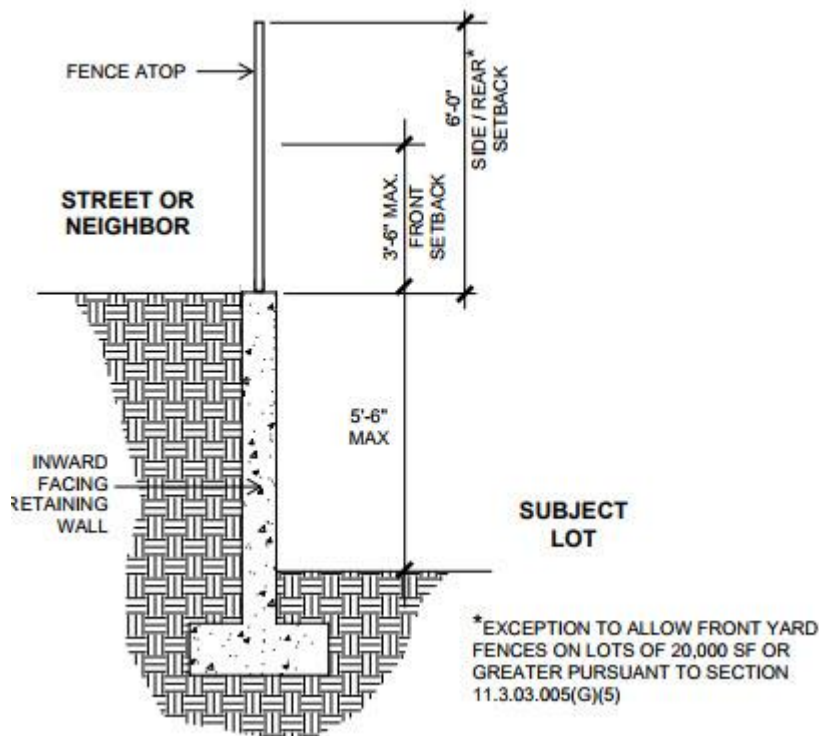 FENCE ATOP
6'-0"
SIDE / REAR*
SETBACK
3'-6" MAX.
FRONT
SETBACK
STREET OR
NEIGHBOR
5'-6"
MAX
INWARD
FACING
RETAINING
WALL
SUBJECT
LOT
*EXCEPTION TO ALLOW FRONT YARD
FENCES ON LOTS OF 20,000 SF OR
GREATER PURSUANT TO SECTION
11.3.03.005(G)(5)